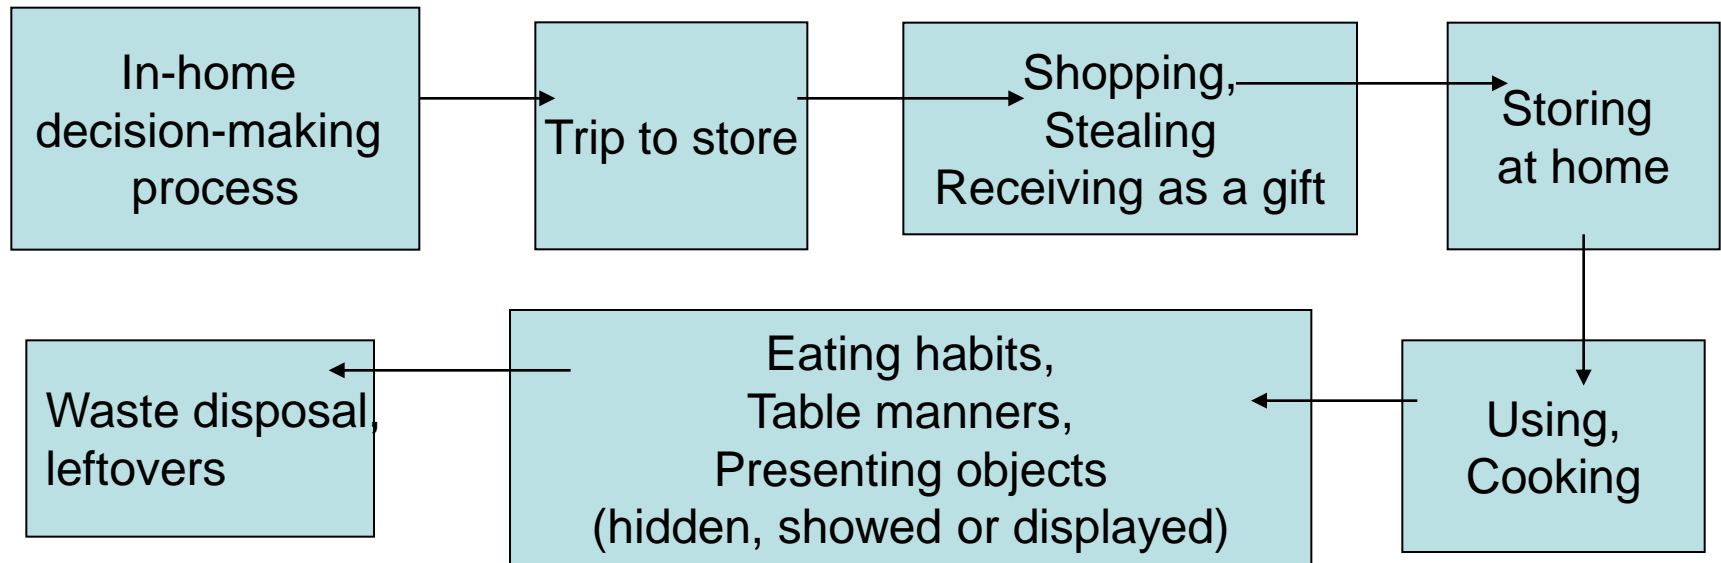 In-home
decision-making
process
Trip to store
Shopping,
Stealing
Receiving as a gift
Storing
at home
Using,
Cooking
Eating habits,
Table manners,
Presenting objects
(hidden, showed or displayed)
Waste disposal,
leftovers